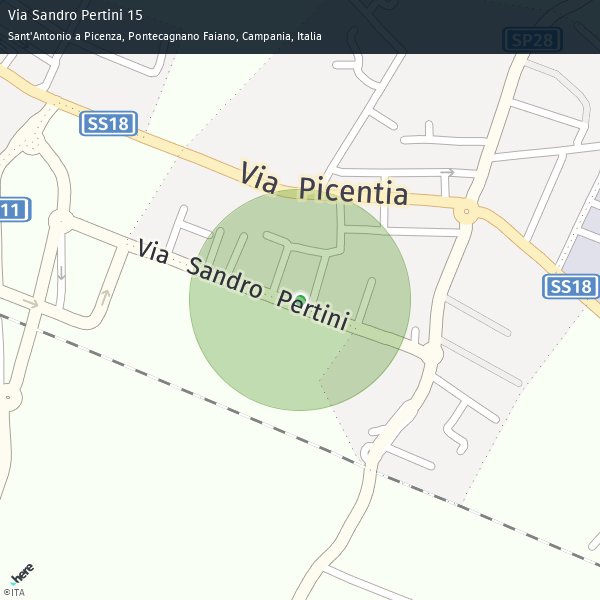 Via Sandro Pertini 15
Sant'Antonio a Picenza, Pontecagnano Faiano, Campania, Italia
SP28
SS18
Via Picentia
11
Via Sandro Pertini
SS18
here
©ITA